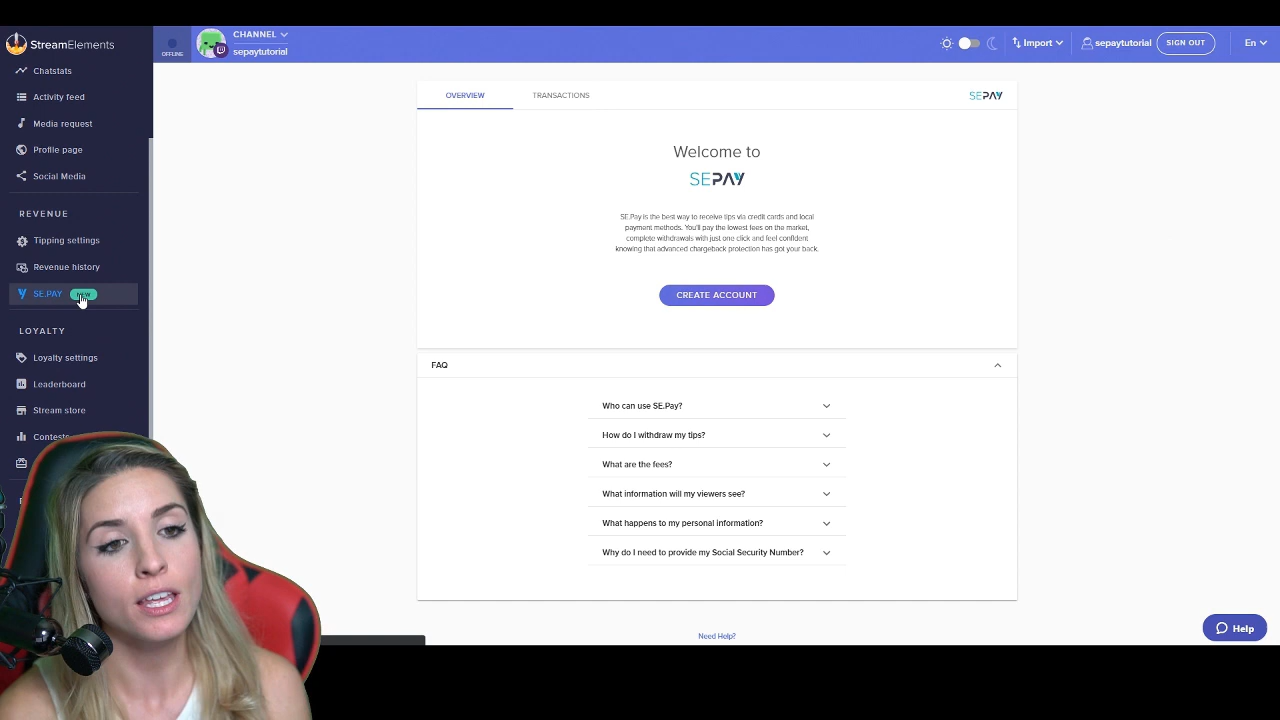 StreamElements
OFFLINE
CHANNEL
sepaytutorial
Import
sepaytutorial
SIGN OUT
En
Chatstats
Activity feed
Media request
Profile page
Social Media
REVENUE
Tipping settings
Revenue history
SE.PAY NEW
LOYALTY
Loyalty settings
Leaderboard
Stream store
Contests
OVERVIEW
TRANSACTIONS
SEPAY
Welcome to
SEPAY
SE.Pay is the best way to receive tips via credit cards and local
payment methods. You'll pay the lowest fees on the market,
complete withdrawals with just one click and feel confident
knowing that advanced chargeback protection has got your back.
CREATE ACCOUNT
FAQ
Who can use SE.Pay?
How do I withdraw my tips?
What are the fees?
What information will my viewers see?
What happens to my personal information?
Why do I need to provide my Social Security Number?
Need Help?
Help